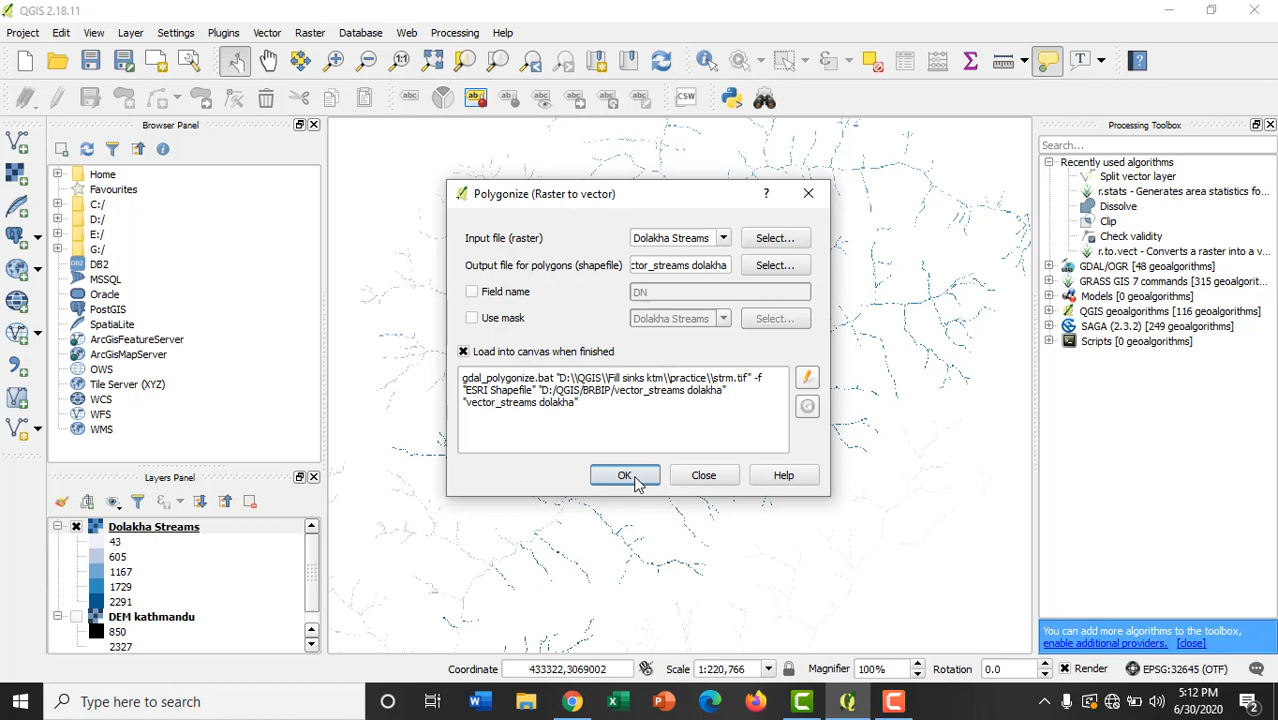 QGIS 2.18.11
Project Edit View Layer Settings Plugins Vector Raster Database Web Processing Help
Browser Panel
Home
Favourites
C:/
D:/
E:/
G:/
DB2
MSSQL
Oracle
PostGIS
SpatiaLite
ArcGisFeatureServer
ArcGisMapServer
OWS
Tile Server (XYZ)
WCS
WFS
WMS
Layers Panel
Dolakha Streams
43
605
1167
1729
2291
DEM kathmandu
850
2327
Polygonize (Raster to vector)
Input file (raster) Dolakha Streams Select...
Output file for polygons (shapefile) ctor_streams dolakha Select...
Field name DN
Use mask Dolakha Streams Select...
Load into canvas when finished
gdal_polygonize.bat "D:\\QGIS\\Fill sinks ktm\\practice\\strm.tif" -f
"ESRI Shapefile" "D:/QGIS/BRBIP/vector_streams dolakha"
"vector_streams dolakha"
OK Close Help
Processing Toolbox
Search...
Recently used algorithms
Split vector layer
r.stats - Generates area statistics fo...
Dissolve
Clip
Check validity
r.to.vect - Converts a raster into a v...
GDAL/OGR [48 geoalgorithms]
GRASS GIS 7 commands [315 geoalgorit...
Models [0 geoalgorithms]
QGIS geoalgorithms [116 geoalgorithms]
SAGA (2.3.2) [249 geoalgorithms]
Scripts [0 geoalgorithms]
You can add more algorithms to the toolbox,
enable additional providers. [close]
Coordinate 433322,3069002 Scale 1:220,766 Magnifier 100% Rotation 0.0 Render EPSG:32645 (OTF)
Type here to search
5:12 PM
6/30/2020
2